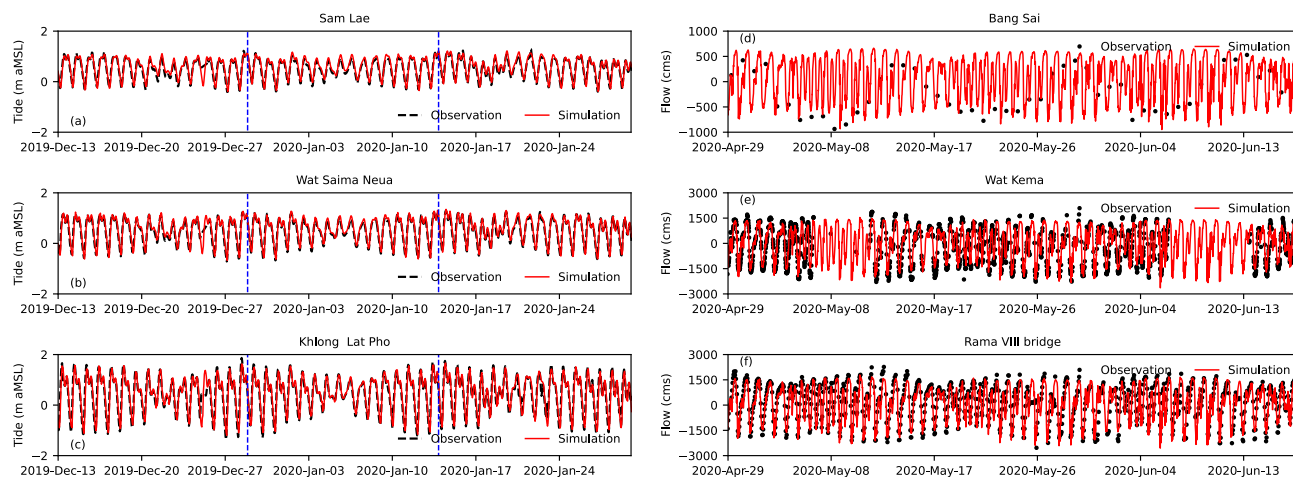 Sam Lae
Tide (m aMSL)
2
0
−2
(a)
Observation
Simulation
2019-Dec-13
2019-Dec-20
2019-Dec-27
2020-Jan-03
2020-Jan-10
2020-Jan-17
2020-Jan-24
Wat Saima Neua
Tide (m aMSL)
2
0
−2
(b)
Observation
Simulation
2019-Dec-13
2019-Dec-20
2019-Dec-27
2020-Jan-03
2020-Jan-10
2020-Jan-17
2020-Jan-24
Khlong Lat Pho
Tide (m aMSL)
2
0
−2
(c)
Observation
Simulation
2019-Dec-13
2019-Dec-20
2019-Dec-27
2020-Jan-03
2020-Jan-10
2020-Jan-17
2020-Jan-24
Bang Sai
Flow (cms)
1000
500
0
−500
−1000
(d)
Observation
Simulation
2020-Apr-29
2020-May-08
2020-May-17
2020-May-26
2020-Jun-04
2020-Jun-13
Wat Kema
Flow (cms)
3000
1500
0
−1500
−3000
(e)
Observation
Simulation
2020-Apr-29
2020-May-08
2020-May-17
2020-May-26
2020-Jun-04
2020-Jun-13
Rama VIII bridge
Flow (cms)
3000
1500
0
−1500
−3000
(f)
Observation
Simulation
2020-Apr-29
2020-May-08
2020-May-17
2020-May-26
2020-Jun-04
2020-Jun-13